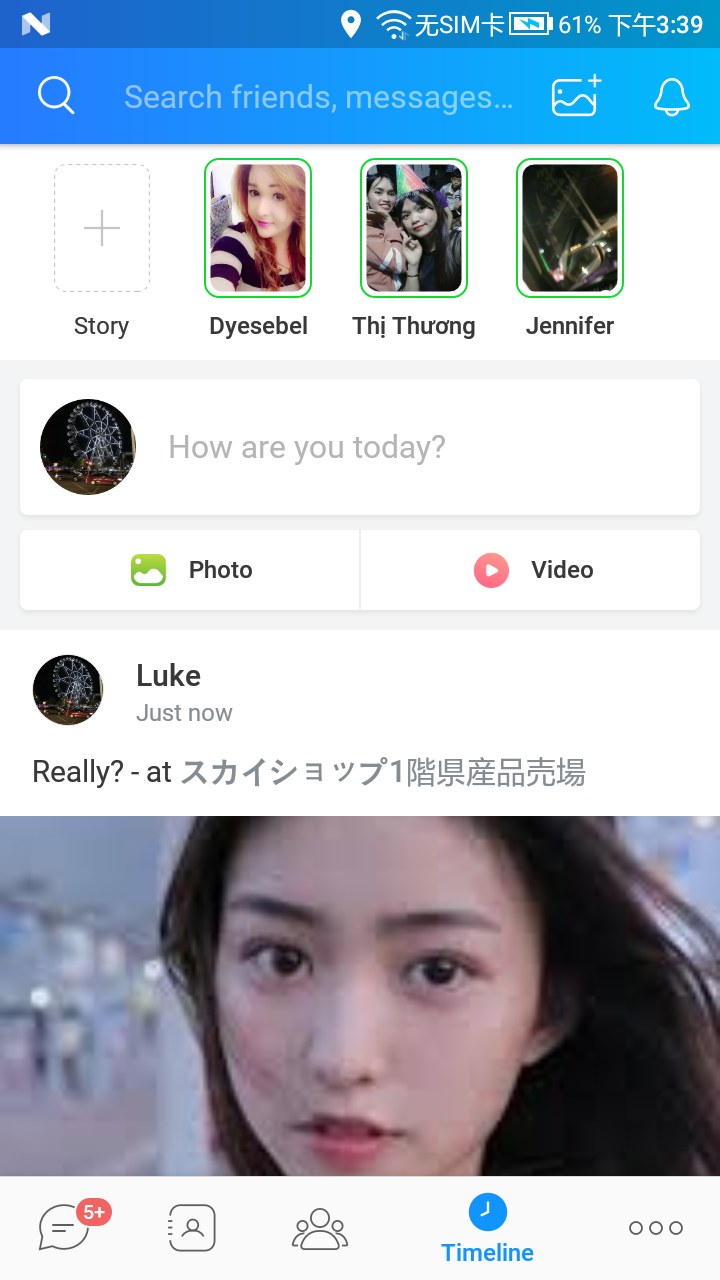 无SIM卡 61% 下午3:39
Search friends, messages...
Story
Dyesebel
Thị Thương
Jennifer
How are you today?
Photo
Video
Luke
Just now
Really? - at スカイショップ1階県産品売場
5+
Timeline